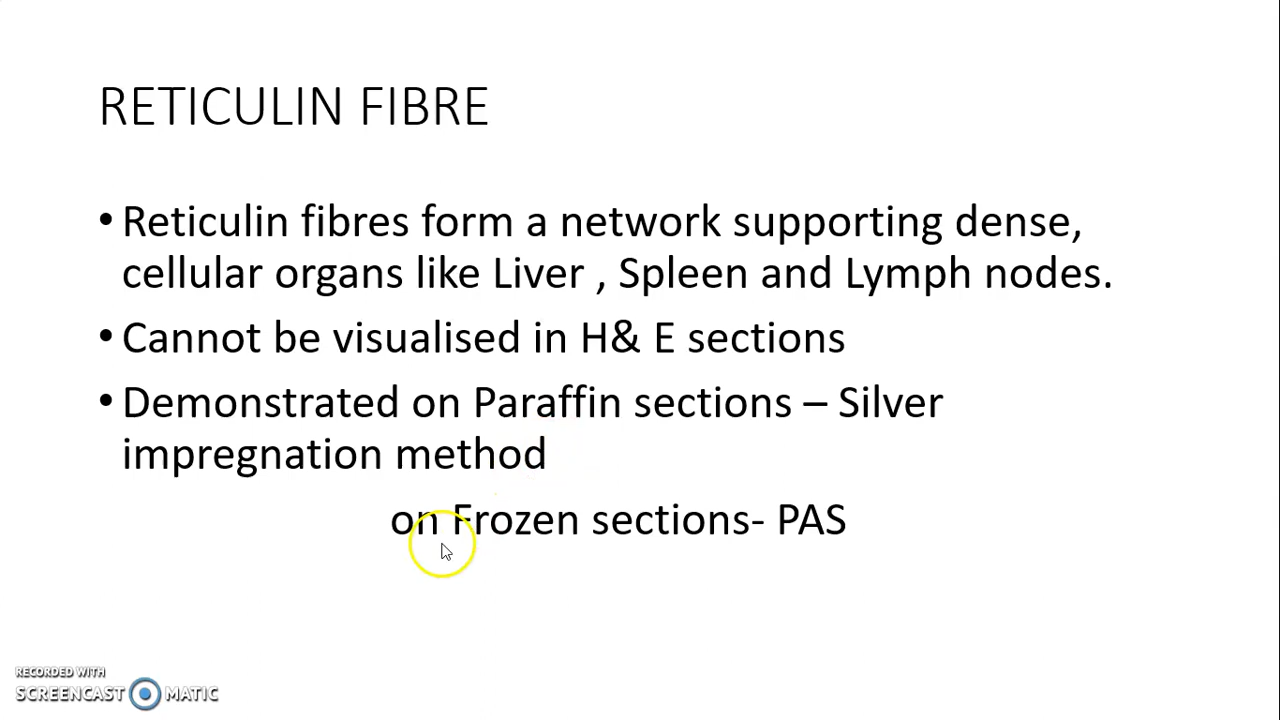 RETICULIN FIBRE
• Reticulin fibres form a network supporting dense,
cellular organs like Liver , Spleen and Lymph nodes.
• Cannot be visualised in H& E sections
• Demonstrated on Paraffin sections – Silver
impregnation method
on Frozen sections- PAS
RECORDED WITH
SCREENCAST MATIC